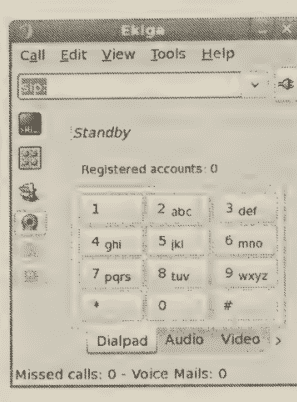 Ekiga
Call Edit View Tools Help
sip:
Standby
Registered accounts: 0
1 2 abc 3 def
4 ghi 5 jkl 6 mno
7 pqrs 8 tuv 9 wxyz
* 0 #
Dialpad Audio Video
Missed calls: 0 - Voice Mails: 0